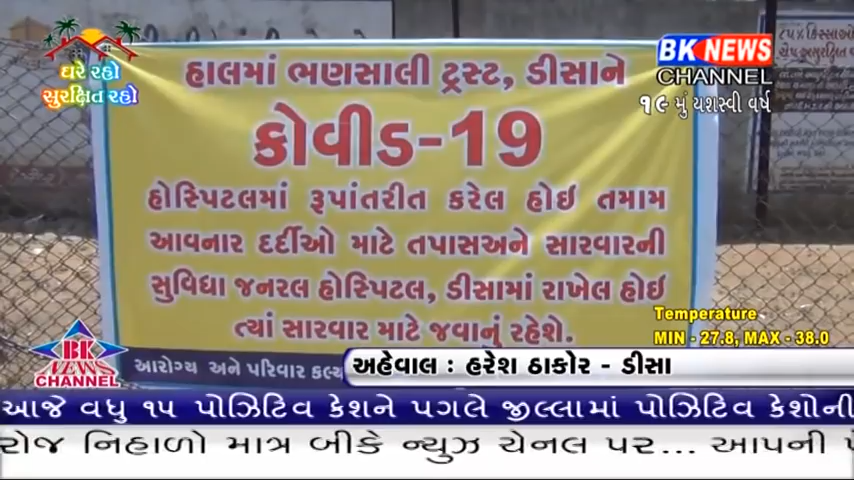 ઘરે રહો
સુરક્ષિત રહો
BK NEWS
CHANNEL
૧૯ મું યશસ્વી વર્ષ
હાલમાં ભણસાલી ટ્રસ્ટ, ડીસાને
કોવીડ-19
હોસ્પિટલમાં રૂપાંતરીત કરેલ હોઇ તમામ
આવનાર દર્દીઓ માટે તપાસઅને સારવારની
સુવિધા જનરલ હોસ્પિટલ, ડીસામાં રાખેલ હોઈ
ત્યાં સારવાર માટે જવાનું રહેશે.
આરોગ્ય અને પરિવાર
Temperature
MIN - 27.8, MAX - 38.0
BK
NEWS
CHANNEL
અહેવાલ : હરેશ ઠાકોર - ડીસા
આજે વધુ ૧૫ પોઝિટિવ કેશને પગલે જીલ્લામાં પોઝિટિવ કેશોની
રોજ નિહાળો માત્ર બીકે ન્યુઝ ચેનલ પર... આપની